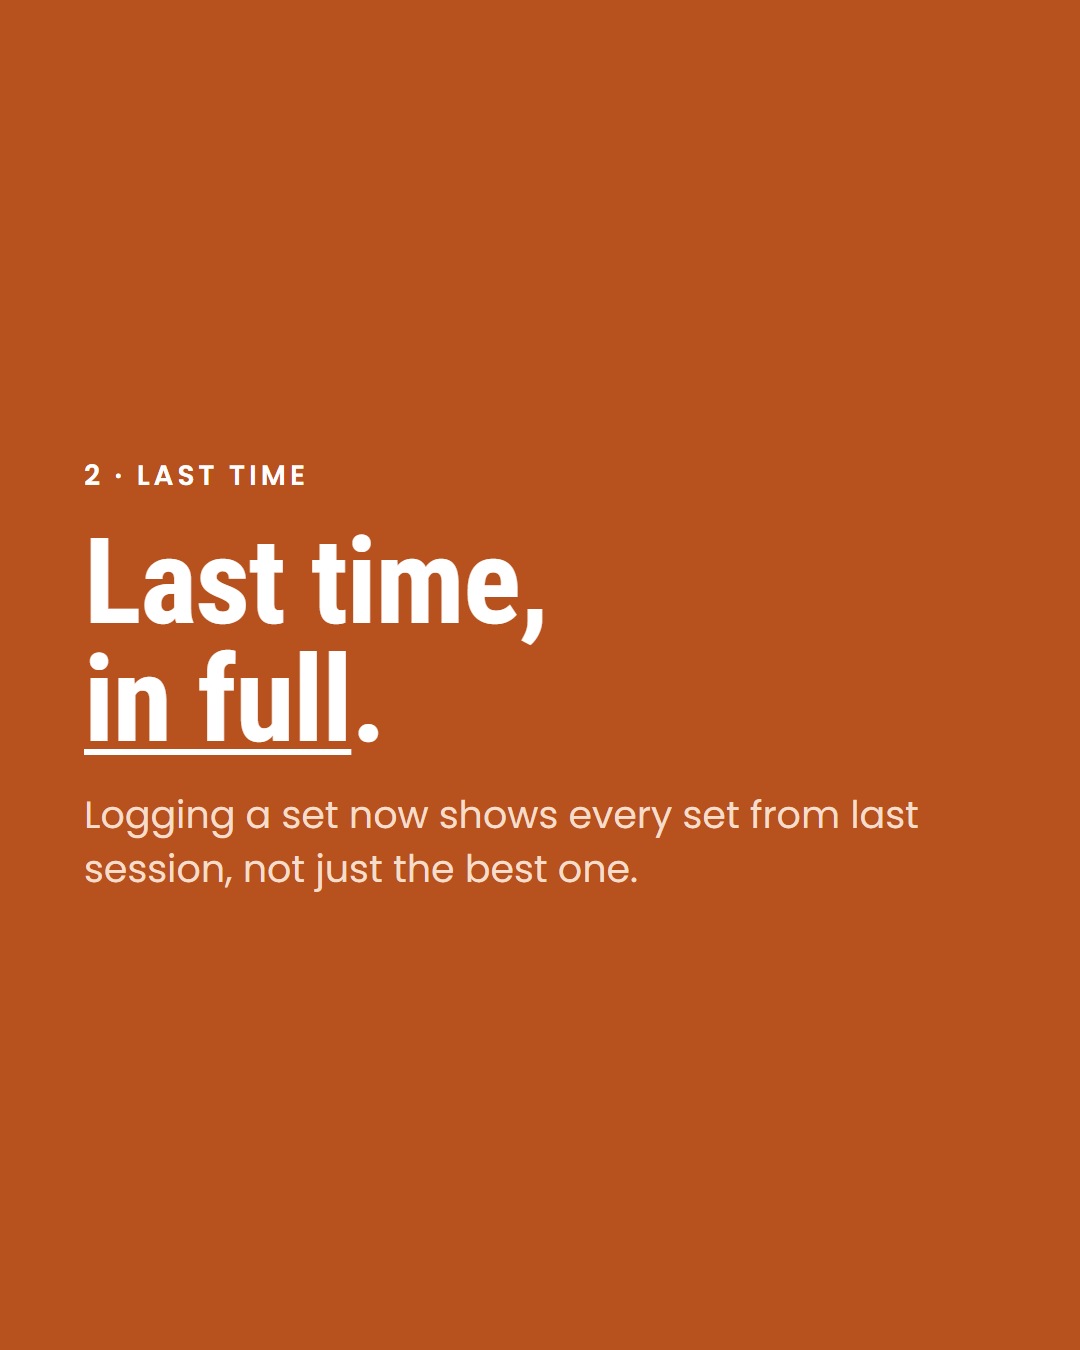 2 · LAST TIME
Last time,
in full.
Logging a set now shows every set from last
session, not just the best one.